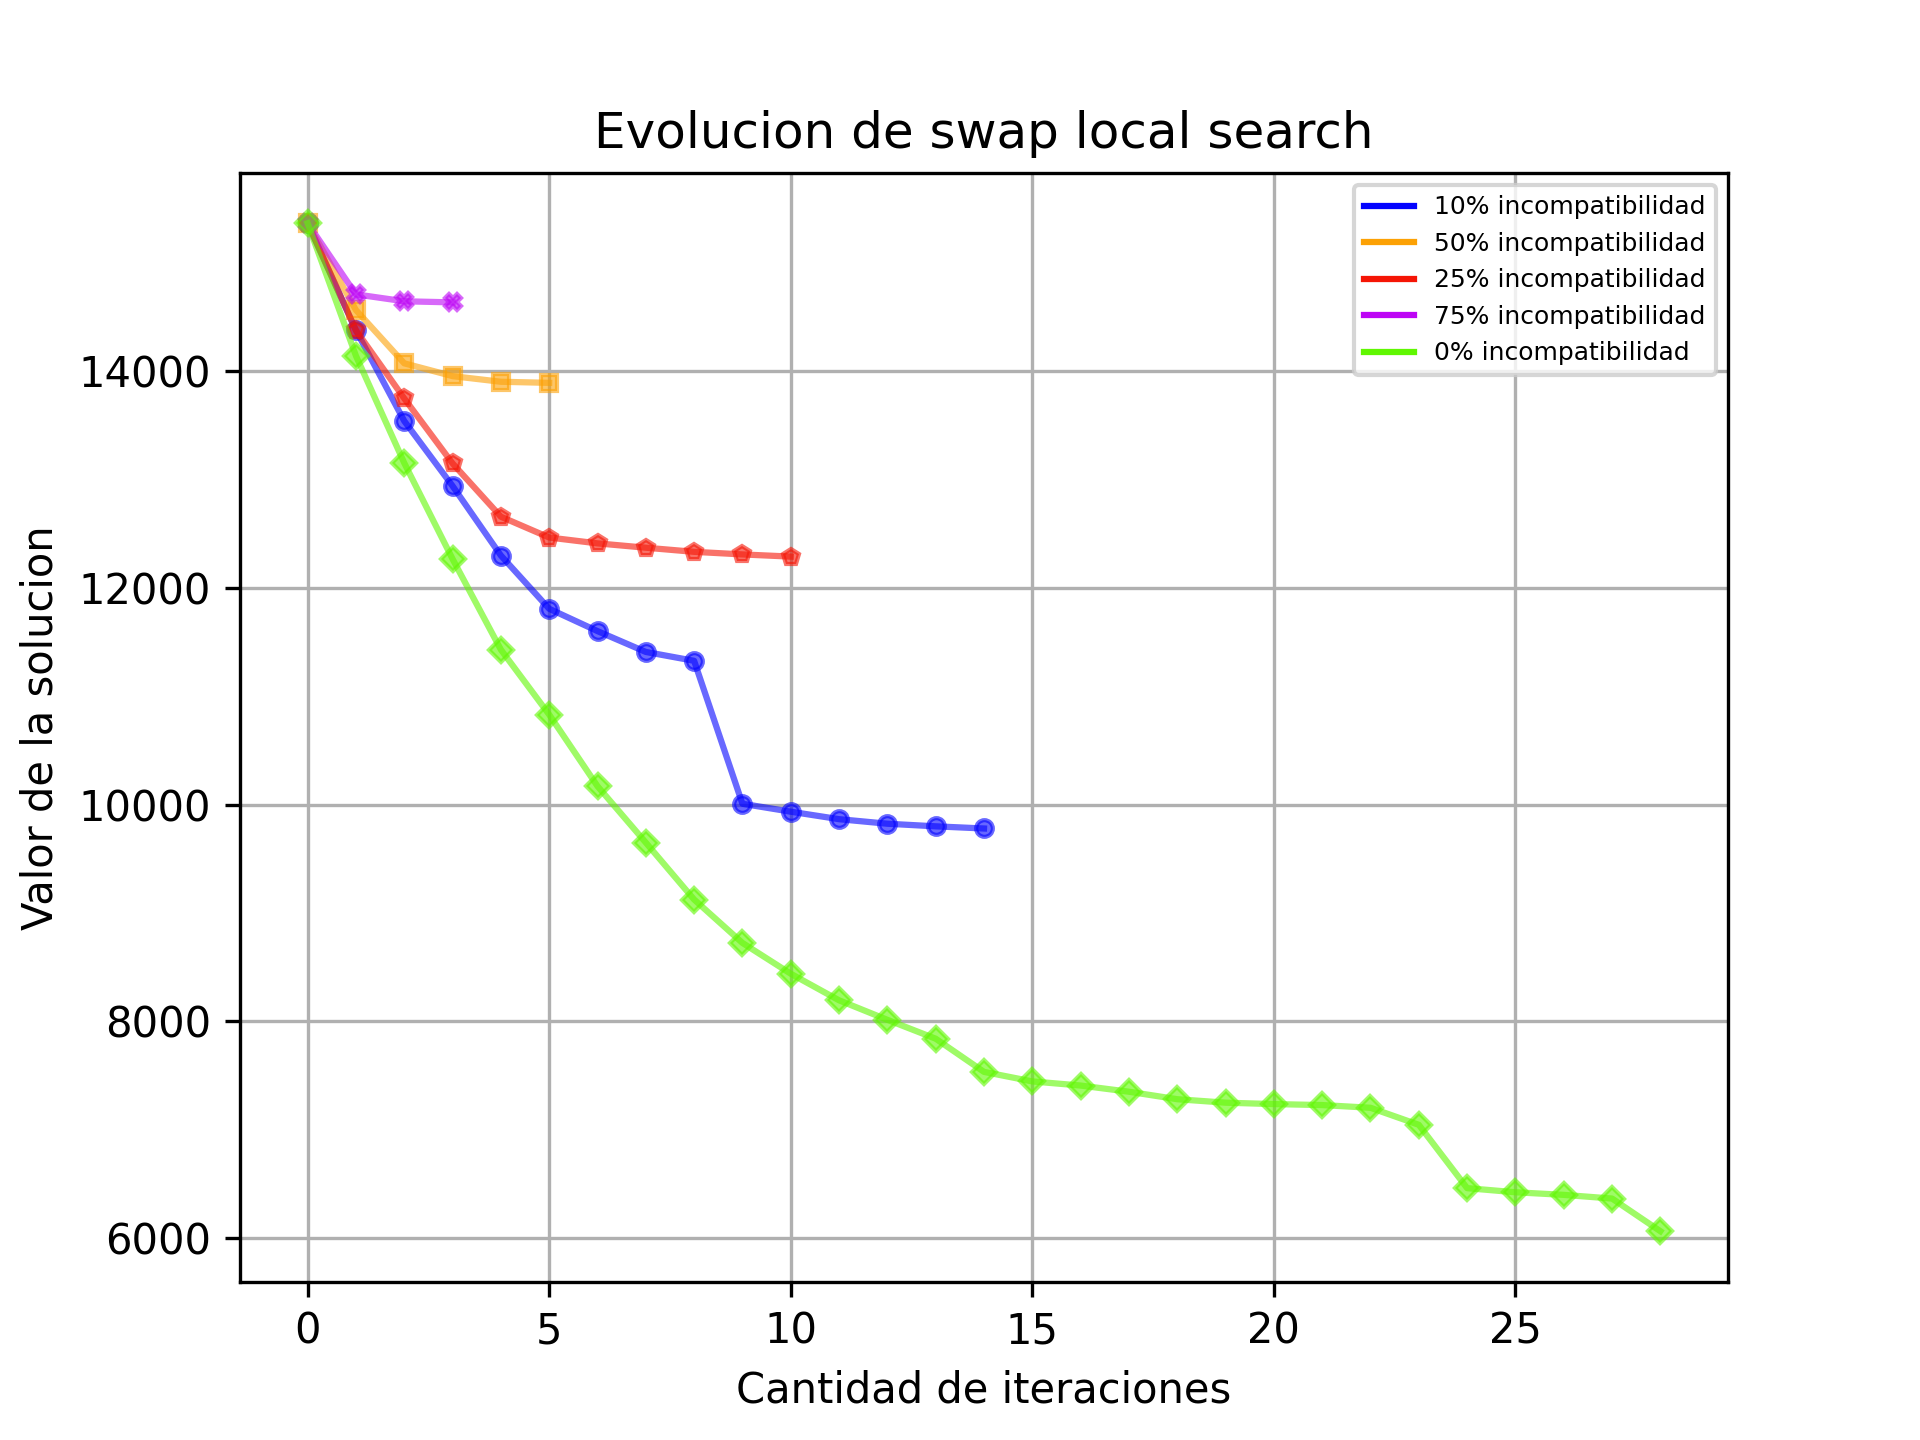 Evolucion de swap local search
10% incompatibilidad
50% incompatibilidad
25% incompatibilidad
75% incompatibilidad
0% incompatibilidad
Valor de la solucion
14000
12000
10000
8000
6000
0 5 10 15 20 25
Cantidad de iteraciones